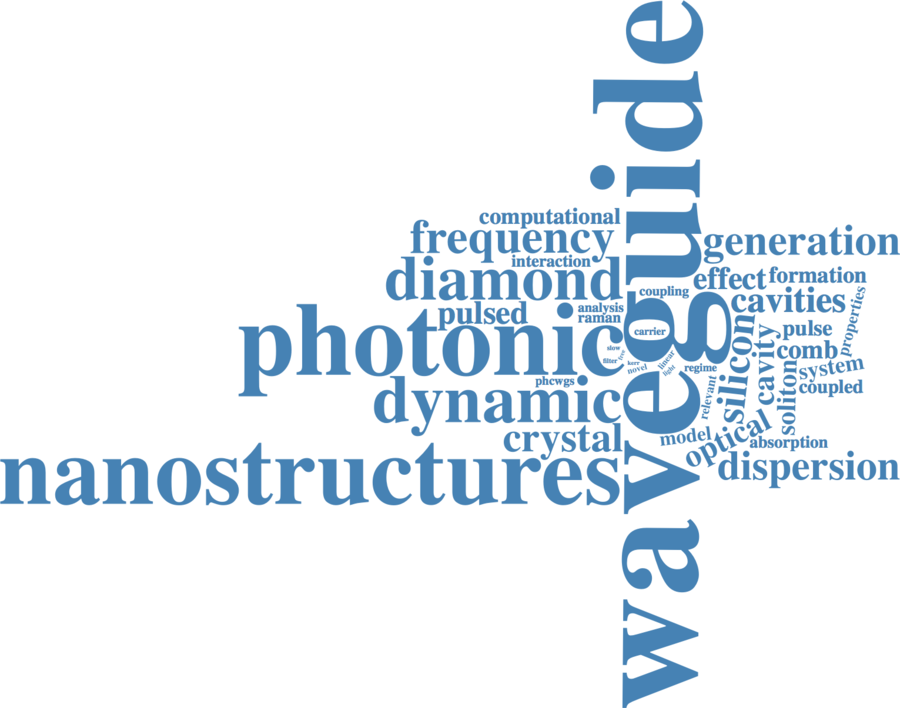 waveguide
computational
frequency
generation
interaction
diamond
effect
formation
coupling
cavities
properties
pulsed
analysis
raman
photonic
carrier
silicon
cavity
pulse
slow
free
comb
filter
kerr
linear
novel
light
regime
system
phcwgs
coupled
dynamic
relevant
soliton
crystal
model
optical
absorption
nanostructures
dispersion